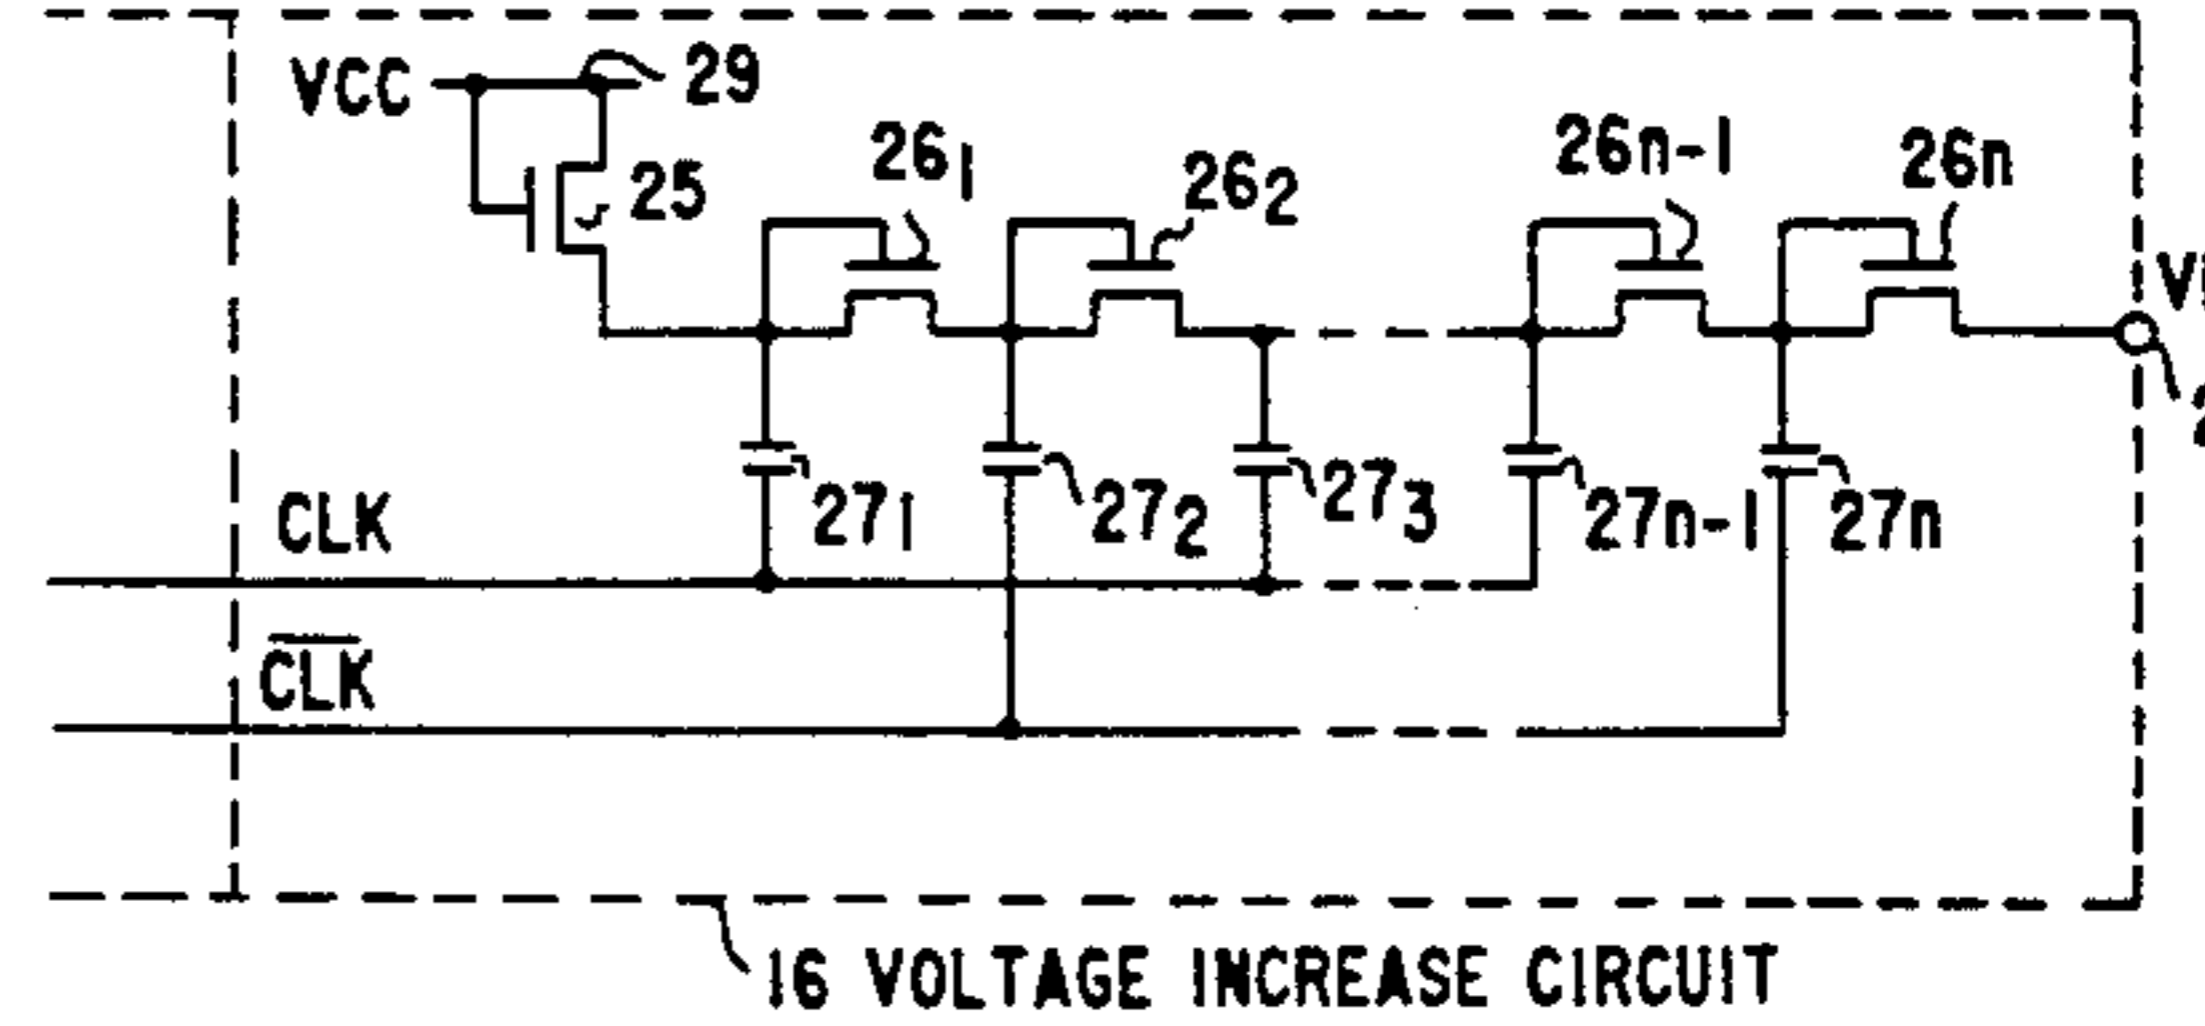 VCC
29
25
26₁
26₂
26n-1
26n
27₁
27₂
27₃
27n-1
27n
CLK
C̅L̅K̅
16 VOLTAGE INCREASE CIRCUIT